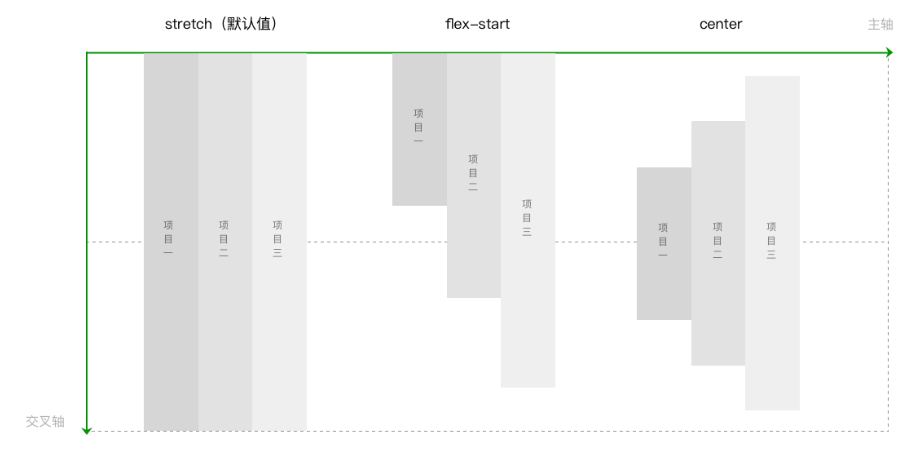 stretch（默认值）
flex-start
center
主轴
项
目
一
项
目
二
项
目
三
项
目
一
项
目
二
项
目
三
项
目
一
项
目
二
项
目
三
交叉轴